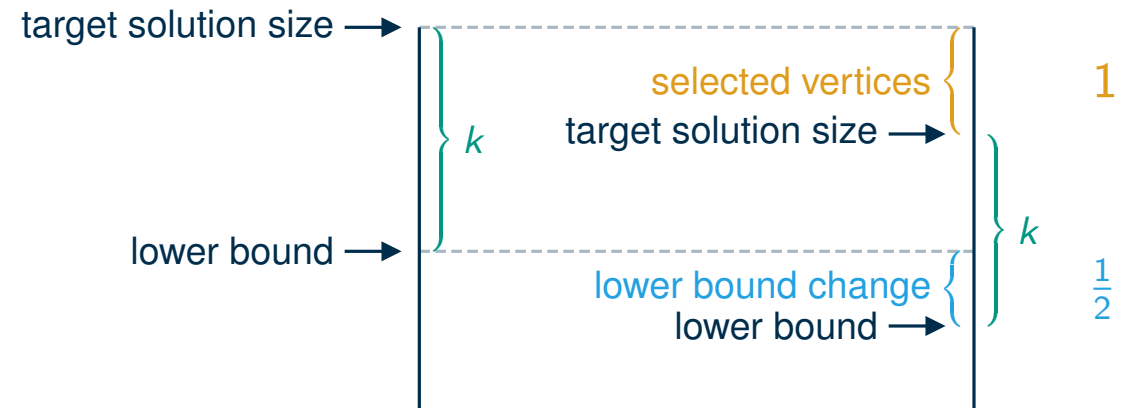 target solution size
selected vertices
1
target solution size
k
k
lower bound
lower bound change
1/2
lower bound